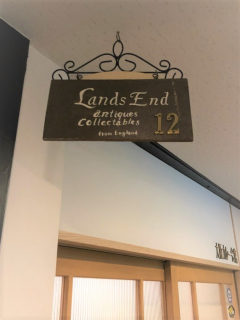 Lands End
antiques
Collectables
from England
12